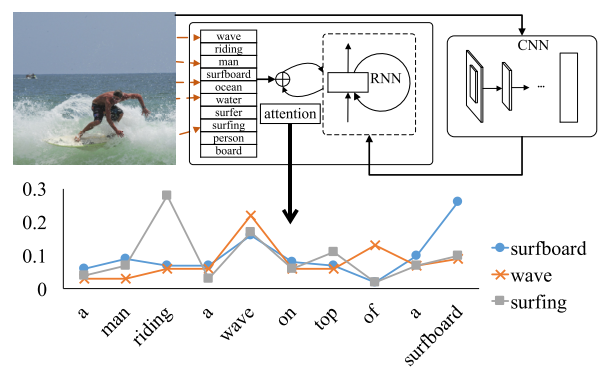 wave
riding
man
surfboard
ocean
water
surfer
surfing
person
board
RNN
attention
CNN
...
0.3
0.2
0.1
0
a
man
riding
a
wave
on
top
of
a
surfboard
surfboard
wave
surfing